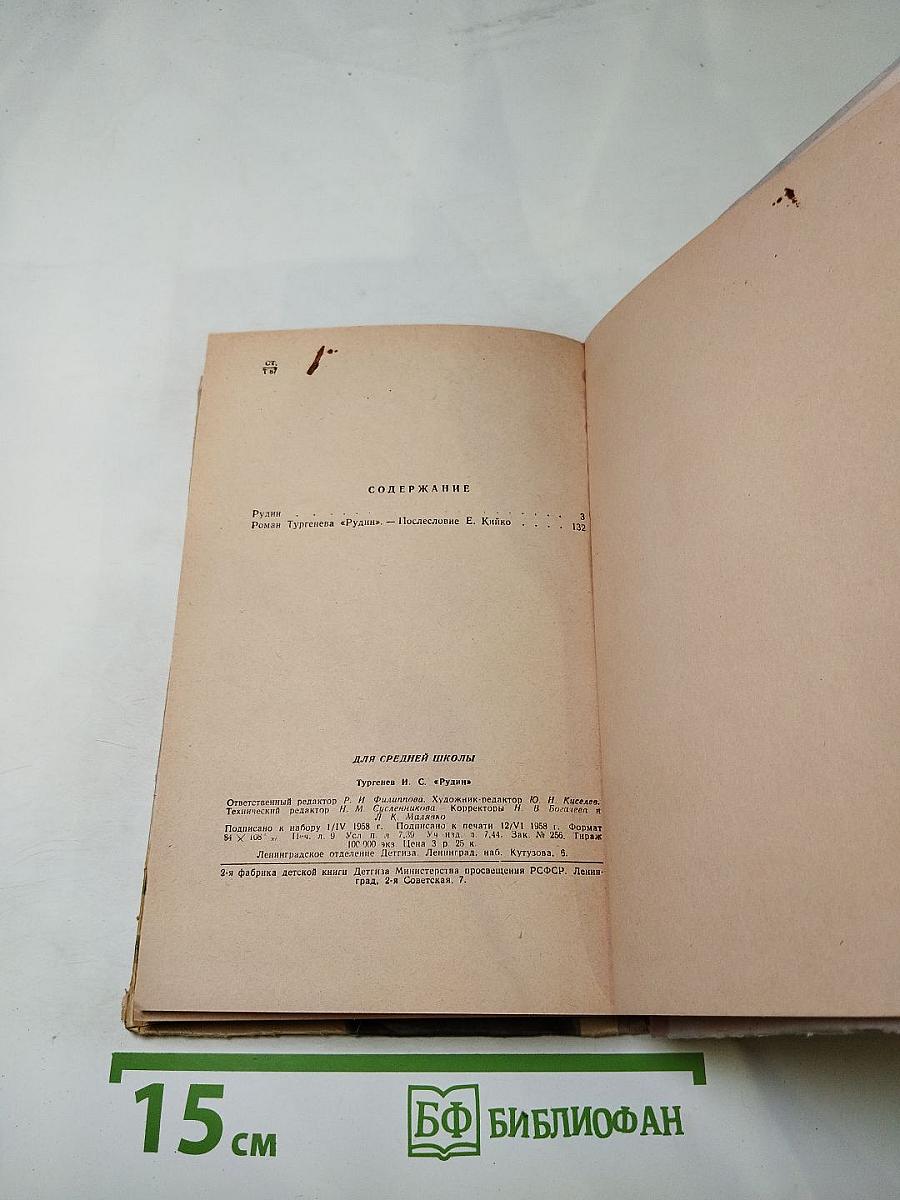 СТ.
Т 87
СОДЕРЖАНИЕ
Рудин . . . . . . . . . . . . . . . . . . . 3
Роман Тургенева «Рудин». — Послесловие Е. Кийко . . . . 132
ДЛЯ СРЕДНЕЙ ШКОЛЫ
Тургенев И. С. «Рудин»
Ответственный редактор Р. И. Филиппова. Художник-редактор Ю. Н. Киселев.
Технический редактор Н. М. Сусленникова. Корректоры Н. В. Богачева и
Л. К. Малявко
Подписано к набору 1/IV 1958 г. Подписано к печати 12/VI 1958 г. Формат
84 × 108 Печ. л. 9 Усл п. л 7,39 Уч изд. л. 7,44. Зак. № 256. Тираж
100 000 экз Цена 3 р. 25 к.
Ленинградское отделение Детгиза. Ленинград, наб. Кутузова, 6.
2-я фабрика детской книги Детгиза Министерства просвещения РСФСР. Ленин-
град, 2-я Советская, 7.
15 см
БФ БИБЛИОФАН